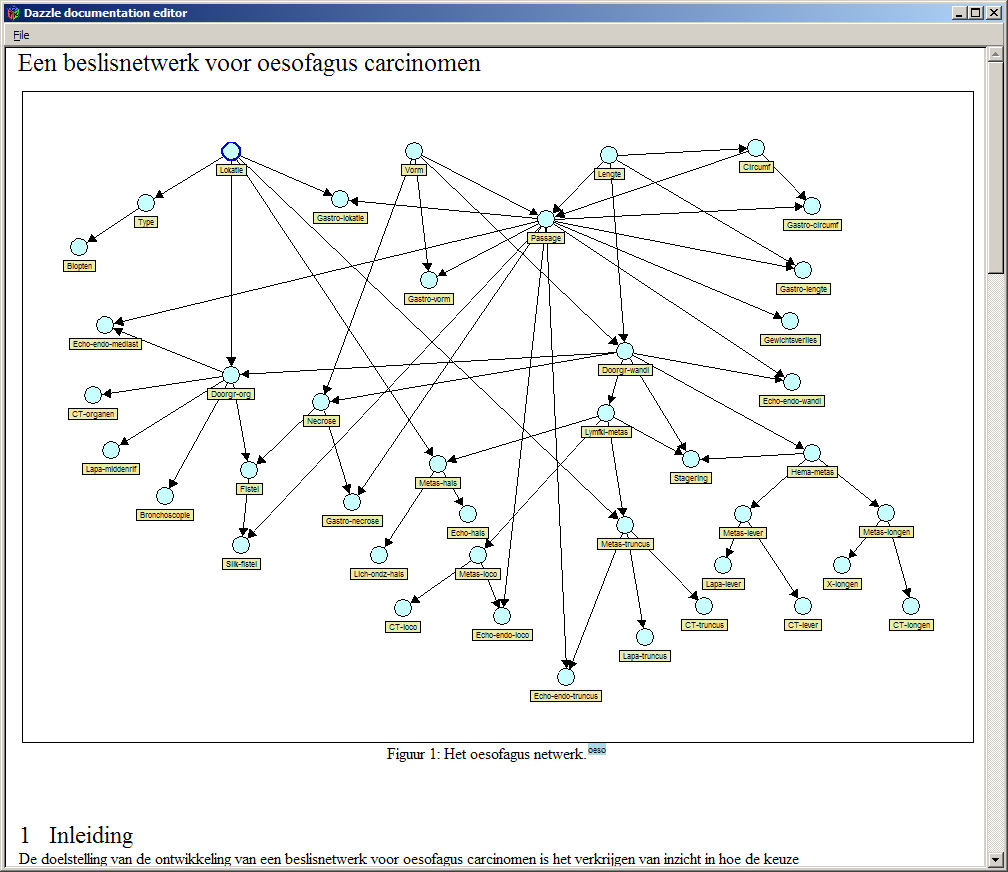 Dazzle documentation editor
File
Een beslisnetwerk voor oesofagus carcinomen
Lokatie
Vorm
Lengte
Circumf
Type
Gastro-lokatie
Gastro-circumf
Passage
Biopten
Gastro-vorm
Gastro-lengte
Echo-endo-mediast
Gewichtsverlies
Doorgr-wand
Doorgr-org
Echo-endo-wand
CT-organen
Necrose
Lymfkl-metas
Lapa-middenrif
Metas-hals
Stagering
Hema-metas
Fistel
Bronchoscopie
Gastro-necrose
Echo-hals
Metas-truncus
Metas-lever
Metas-longen
Slik-fistel
Lich-ondz-hals
Metas-loco
Lapa-lever
X-longen
CT-loco
Echo-endo-loco
CT-truncus
CT-lever
CT-longen
Lapa-truncus
Echo-endo-truncus
Figuur 1: Het oesofagus netwerk. oeso
1 Inleiding
De doelstelling van de ontwikkeling van een beslisnetwerk voor oesofagus carcinomen is het verkrijgen van inzicht in hoe de keuze